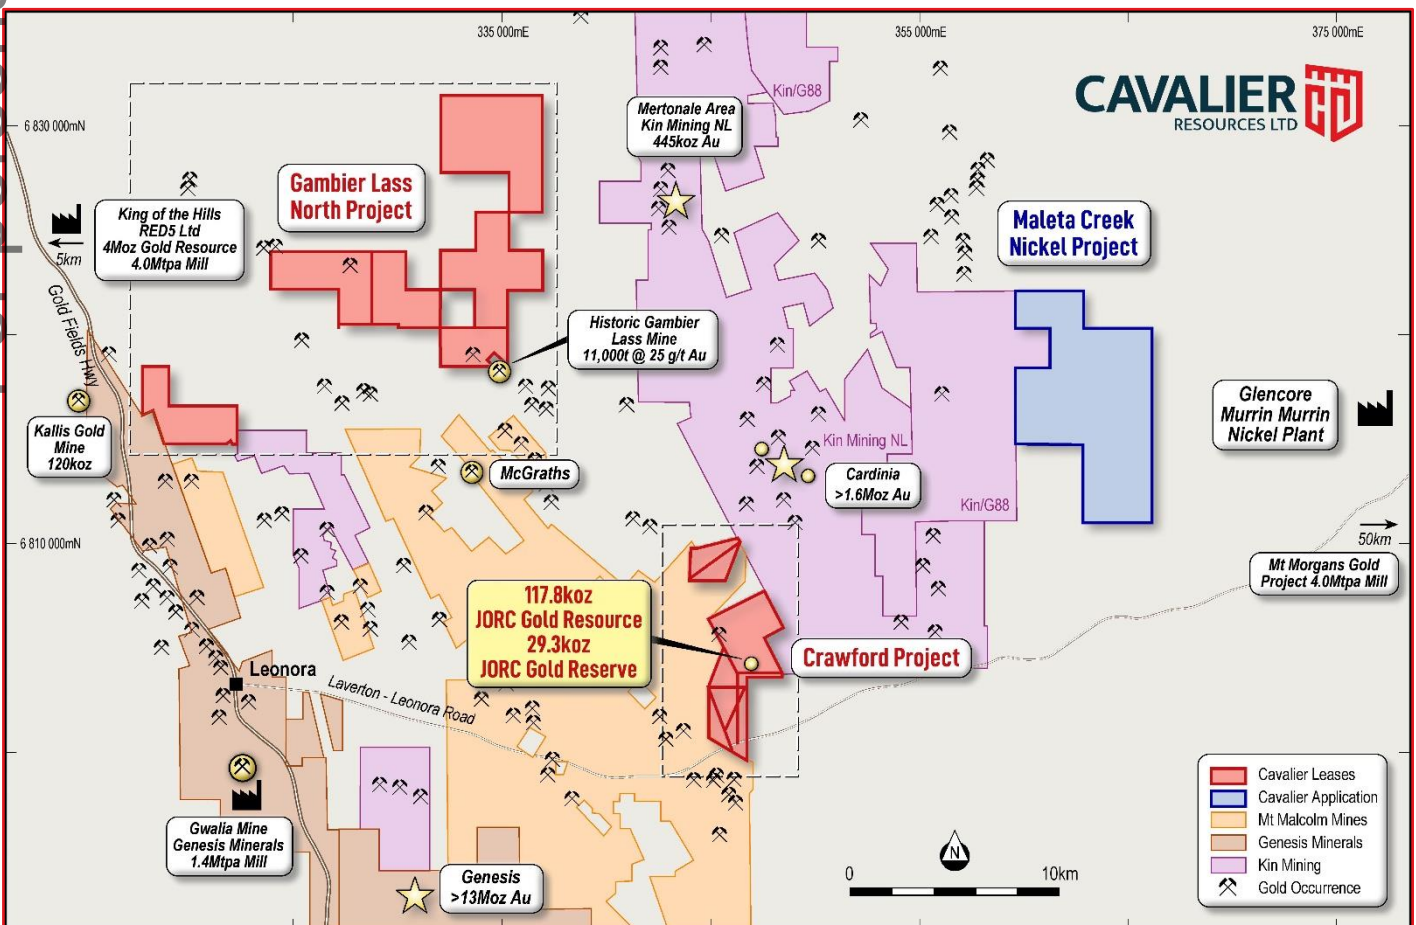 335 000mE
355 000mE
375 000mE
6 830 000mN
6 810 000mN
CAVALIER
RESOURCES LTD
Kin/G88
Mertonale Area
Kin Mining NL
445koz Au
Gambier Lass
North Project
King of the Hills
RED5 Ltd
4Moz Gold Resource
4.0Mtpa Mill
5km
Gold Fields Hwy
Maleta Creek
Nickel Project
Historic Gambier
Lass Mine
11,000t @ 25 g/t Au
Kallis Gold
Mine
120koz
Glencore
Murrin Murrin
Nickel Plant
McGraths
Kin Mining NL
Cardinia
>1.6Moz Au
Kin/G88
50km
Mt Morgans Gold
Project 4.0Mtpa Mill
117.8koz
JORC Gold Resource
29.3koz
JORC Gold Reserve
Crawford Project
Leonora
Laverton - Leonora Road
Gwalia Mine
Genesis Minerals
1.4Mtpa Mill
Genesis
>13Moz Au
N
0
10km
Cavalier Leases
Cavalier Application
Mt Malcolm Mines
Genesis Minerals
Kin Mining
Gold Occurrence